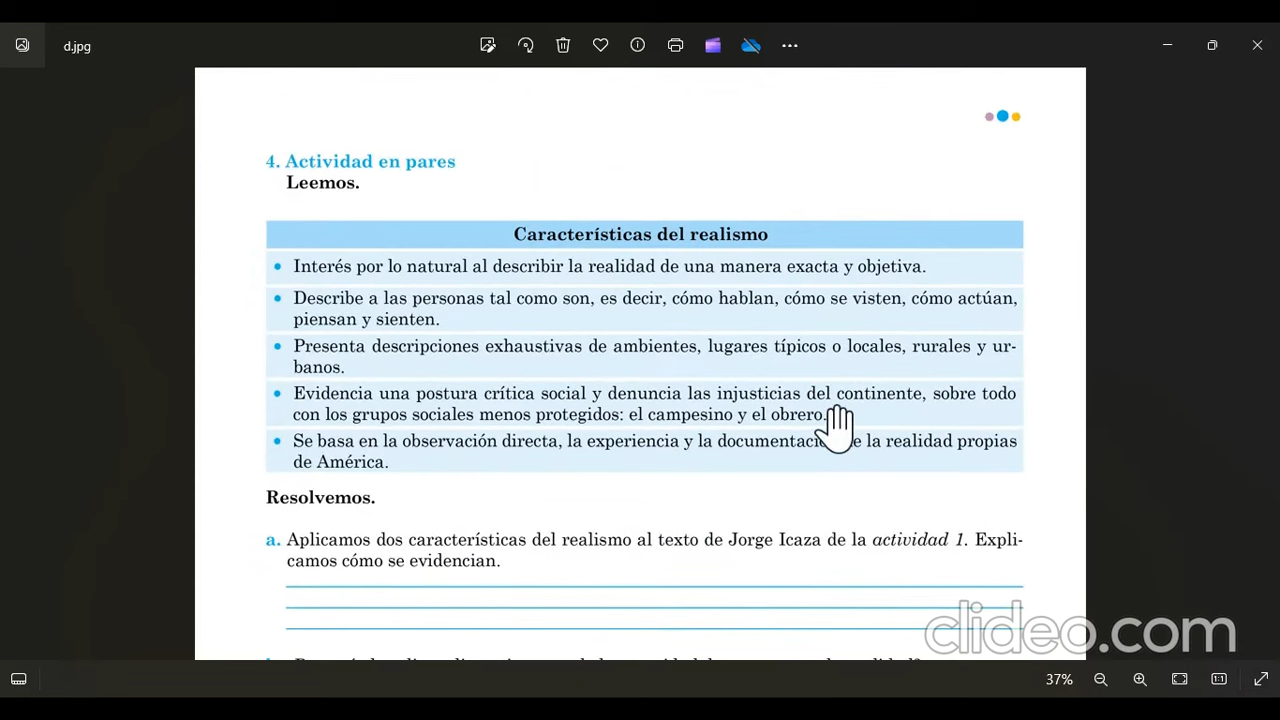 d.jpg
4. Actividad en pares
Leemos.
Características del realismo
• Interés por lo natural al describir la realidad de una manera exacta y objetiva.
• Describe a las personas tal como son, es decir, cómo hablan, cómo se visten, cómo actúan,
piensan y sienten.
• Presenta descripciones exhaustivas de ambientes, lugares típicos o locales, rurales y ur-
banos.
• Evidencia una postura crítica social y denuncia las injusticias del continente, sobre todo
con los grupos sociales menos protegidos: el campesino y el obrero.
• Se basa en la observación directa, la experiencia y la documentaci e la realidad propias
de América.
Resolvemos.
a. Aplicamos dos características del realismo al texto de Jorge Icaza de la actividad 1. Expli-
camos cómo se evidencian.
clideo.com
37%
1:1